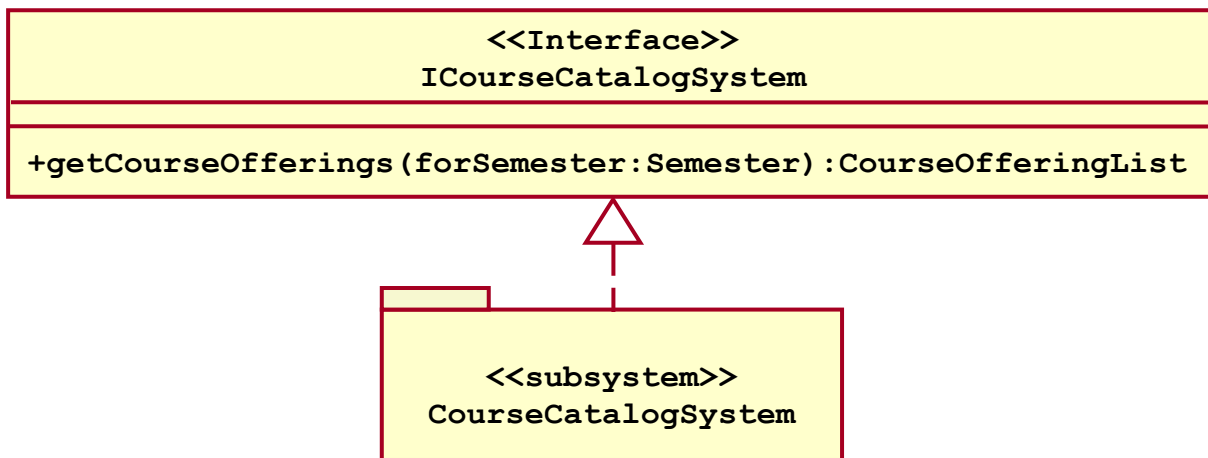 <<Interface>>
ICourseCatalogSystem
+getCourseOfferings(forSemester:Semester):CourseOfferingList
<<subsystem>>
CourseCatalogSystem